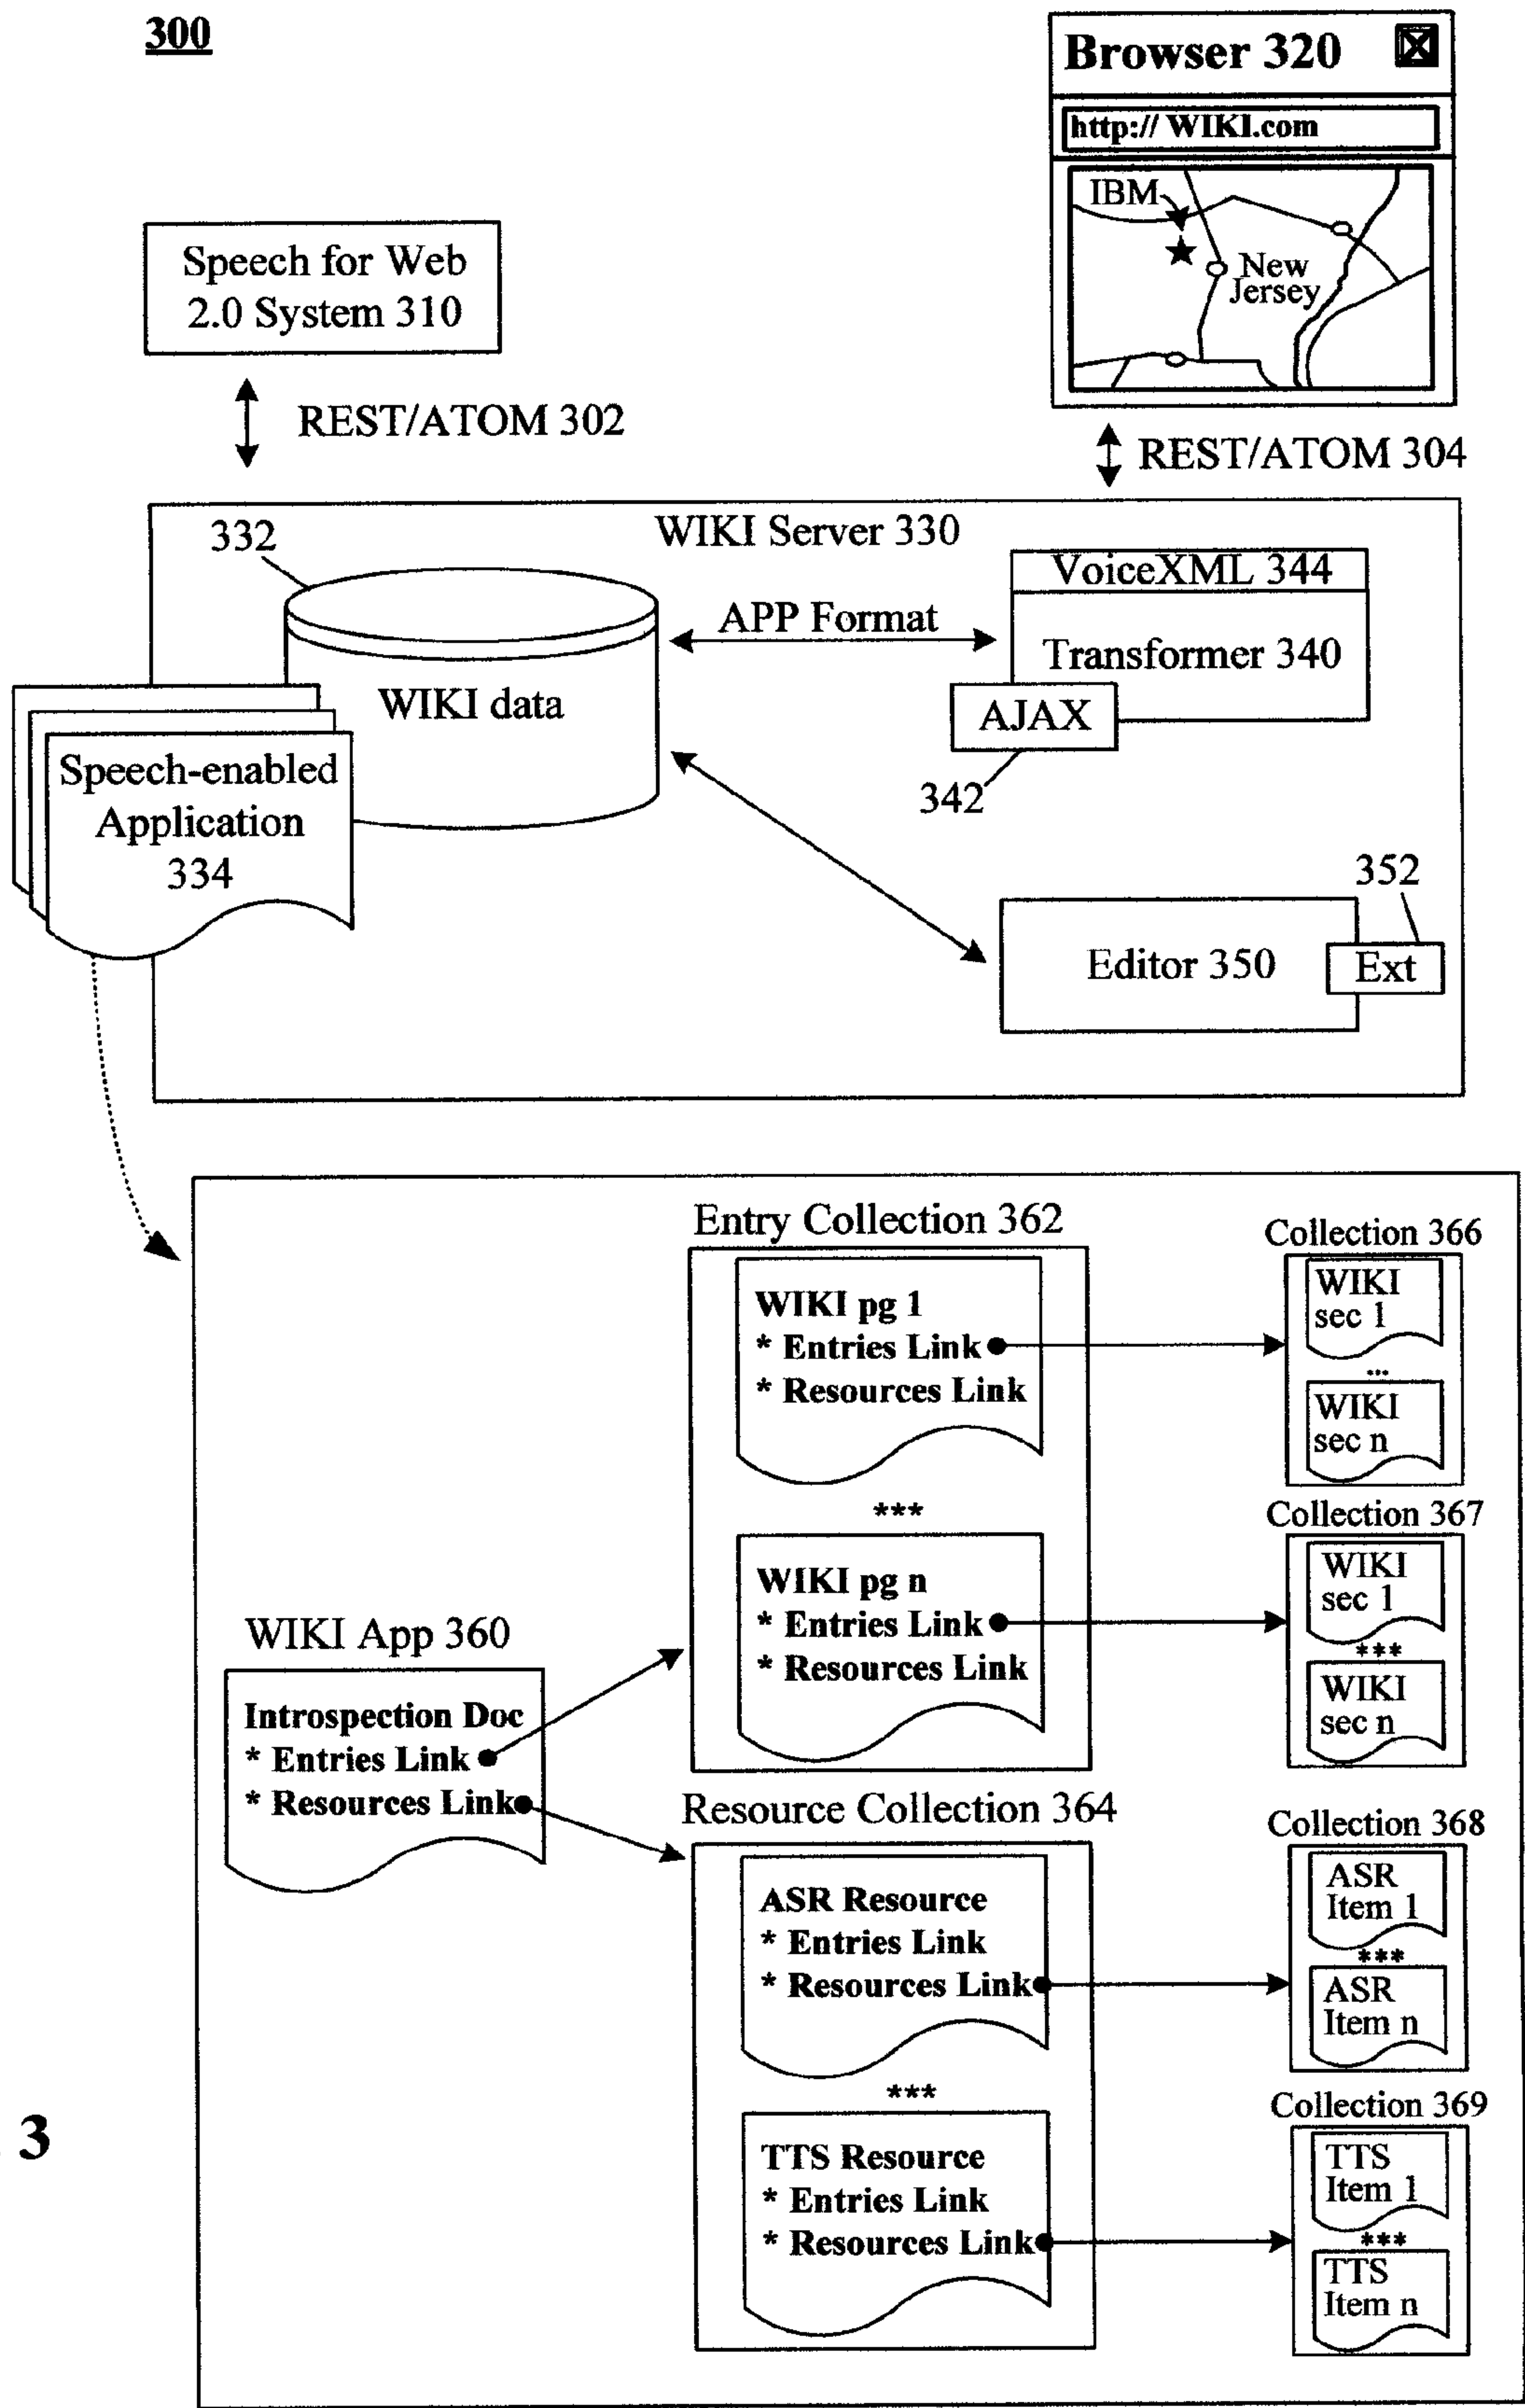 300
Browser 320
http:// WIKI.com
IBM
New
Jersey
Speech for Web
2.0 System 310
REST/ATOM 302
REST/ATOM 304
WIKI Server 330
332
VoiceXML 344
APP Format
Transformer 340
WIKI data
AJAX
342
Speech-enabled
Application
334
352
Editor 350
Ext
Entry Collection 362
WIKI pg 1
* Entries Link
* Resources Link
***
WIKI pg n
* Entries Link
* Resources Link
Collection 366
WIKI
sec 1
...
WIKI
sec n
Collection 367
WIKI
sec 1
***
WIKI
sec n
WIKI App 360
Introspection Doc
* Entries Link
* Resources Link
Resource Collection 364
ASR Resource
* Entries Link
* Resources Link
***
TTS Resource
* Entries Link
* Resources Link
Collection 368
ASR
Item 1
***
ASR
Item n
Collection 369
TTS
Item 1
***
TTS
Item n
3